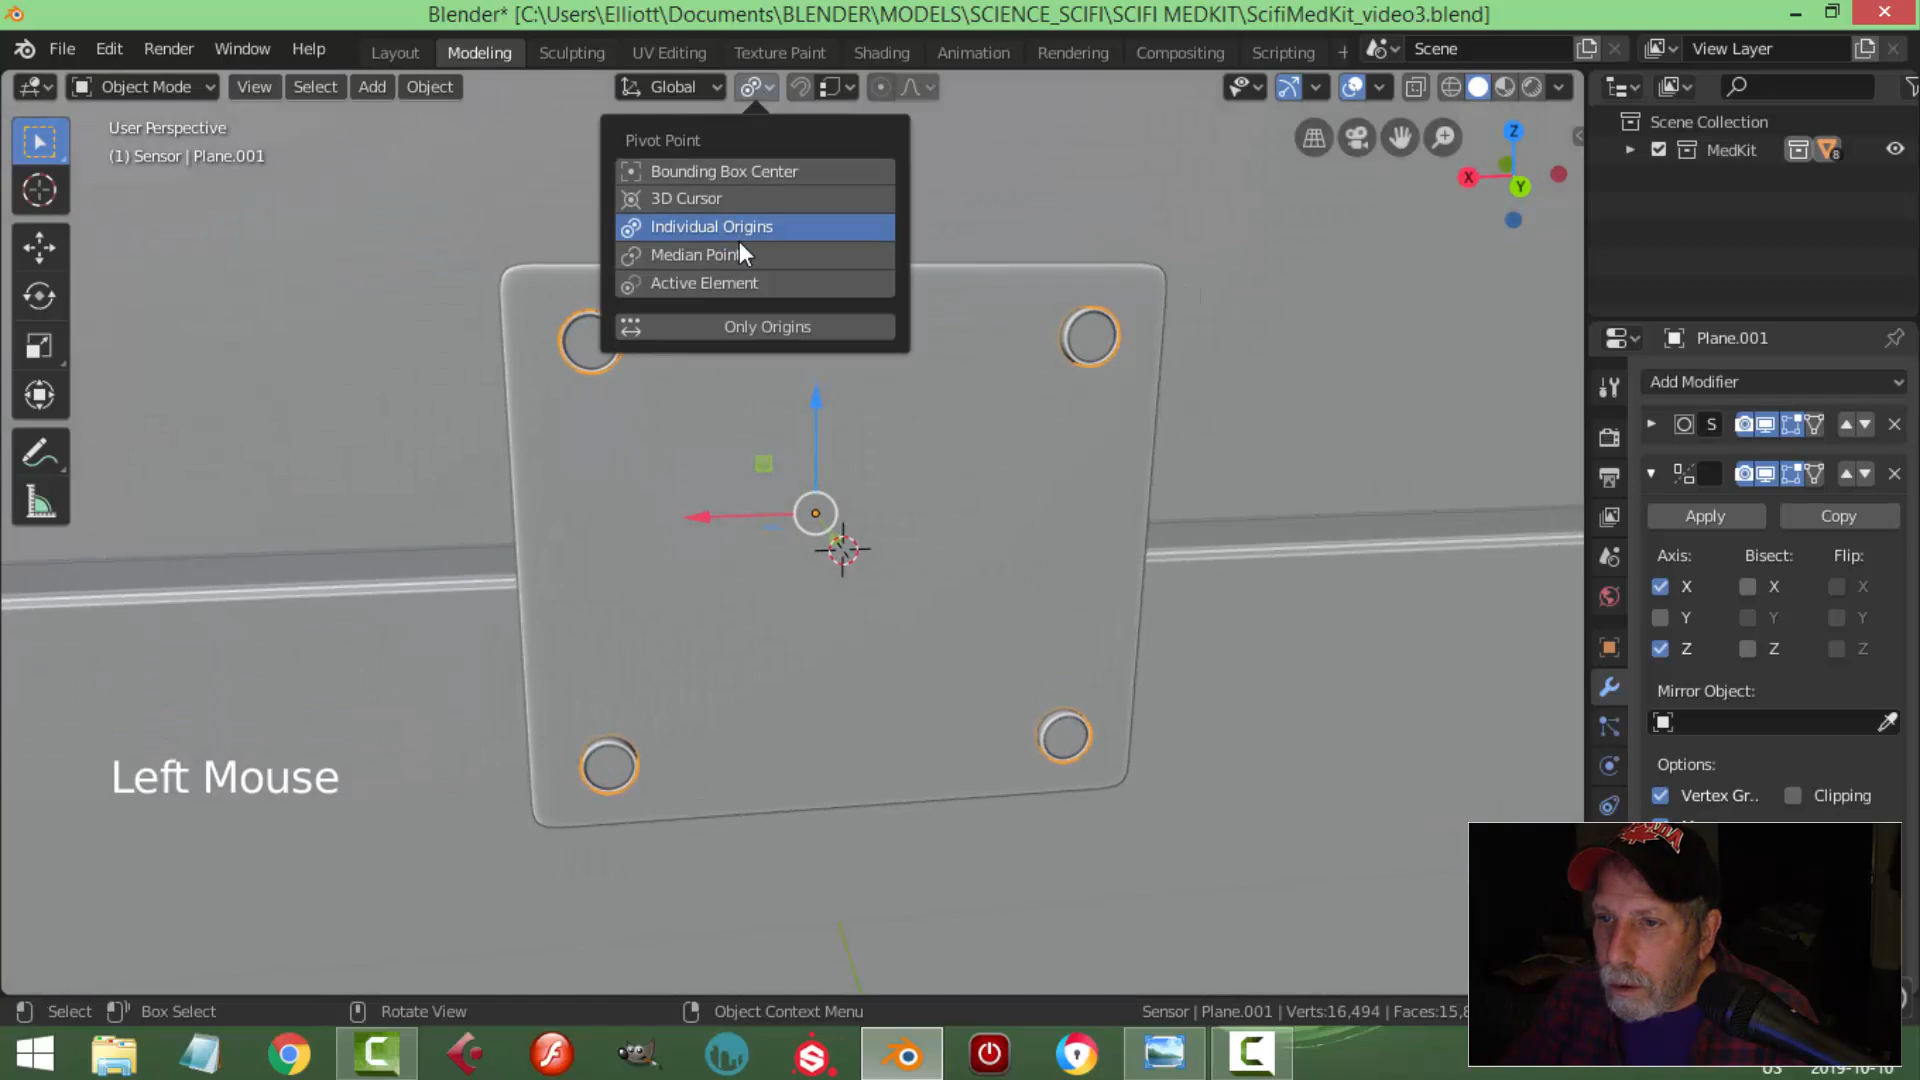 Blender* [C:\Users\Elliott\Documents\BLENDER\MODELS\SCIENCE_SCIFI\SCIFI MEDKIT\ScifiMedKit_video3.blend]
File Edit Render Window Help Layout Modeling Sculpting UV Editing Texture Paint Shading Animation Rendering Compositing Scripting + Scene View Layer
Object Mode View Select Add Object Global
User Perspective
(1) Sensor | Plane.001
Pivot Point
Bounding Box Center
3D Cursor
Individual Origins
Median Point
Active Element
Only Origins
Z
X
Y
Scene Collection
MedKit 8
Plane.001
Add Modifier
S
Apply Copy
Axis: Bisect: Flip:
X X X
Y Y Y
Z Z Z
Mirror Object:
Options:
Vertex Gr.. Clipping
Left Mouse
Select Box Select Rotate View Object Context Menu Sensor | Plane.001 | Verts:16,494 | Faces:15,8
2019-10-10